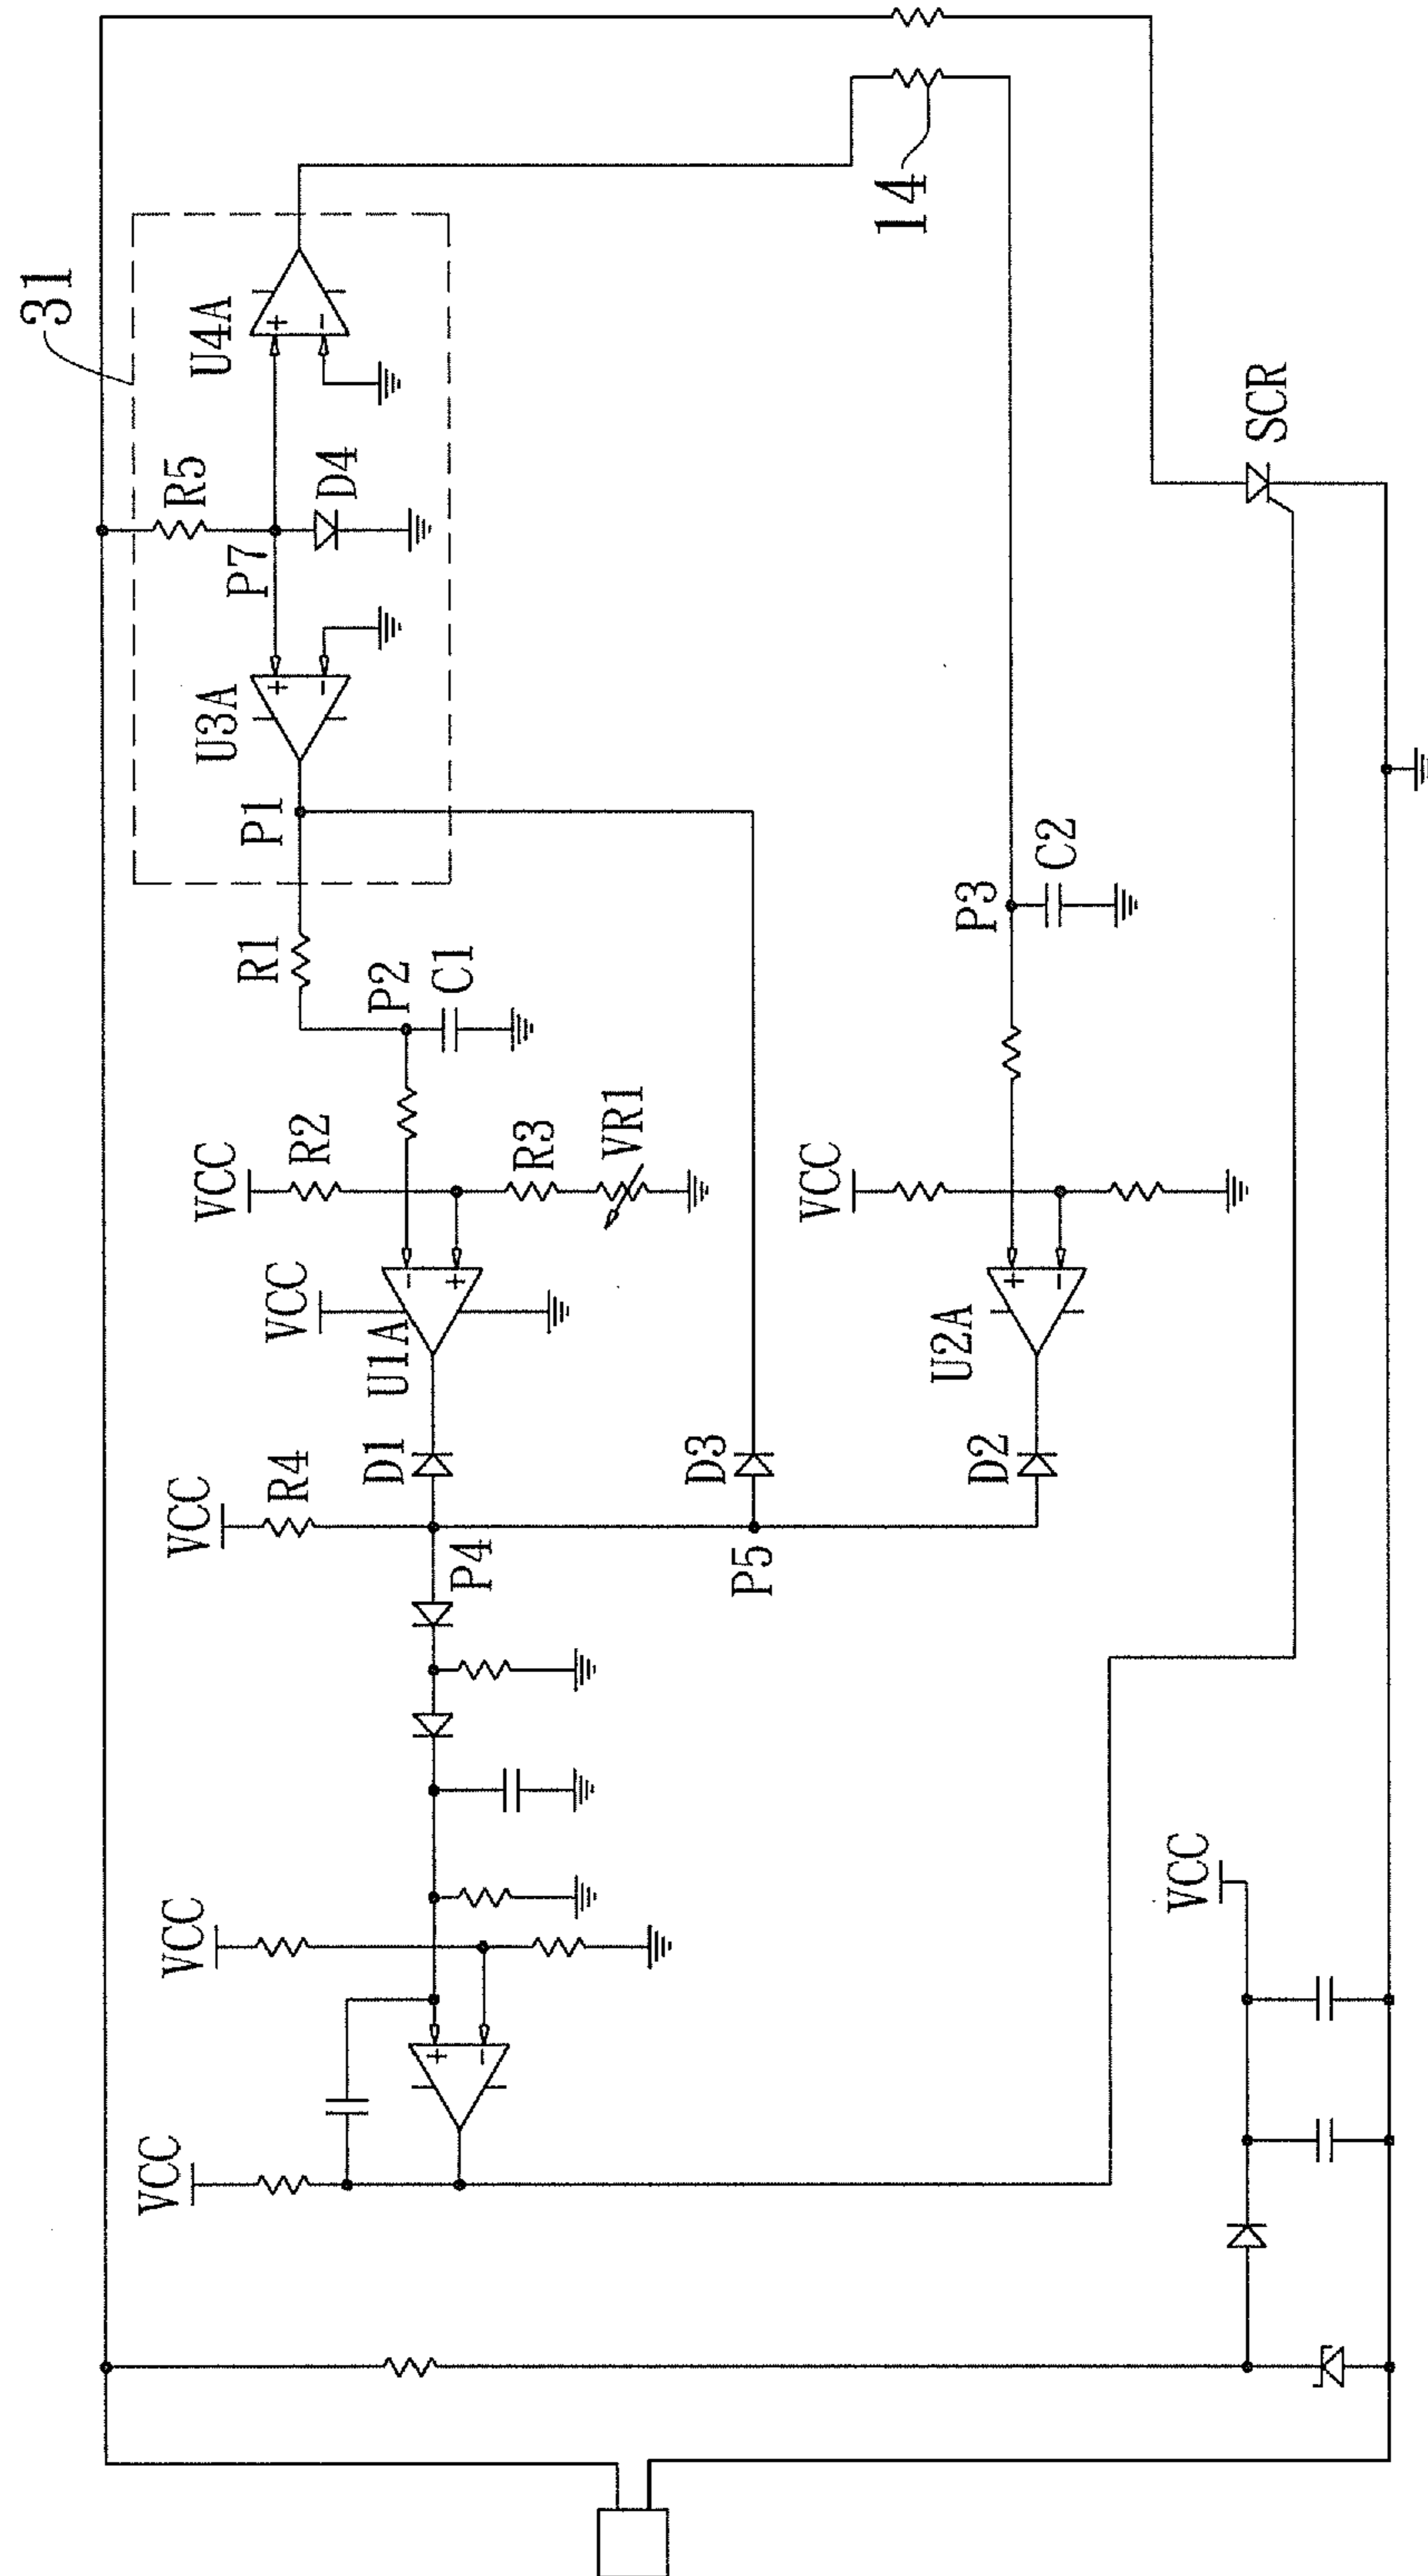 31
U4A
+
-
R5
P7
D4
U3A
+
-
P1
14
R1
P2
C1
SCR
P3
C2
VCC
R2
R3
VR1
VCC
-
+
U1A
VCC
+
-
U2A
VCC
R4
D1
D3
D2
P4
P5
VCC
+
-
VCC
VCC